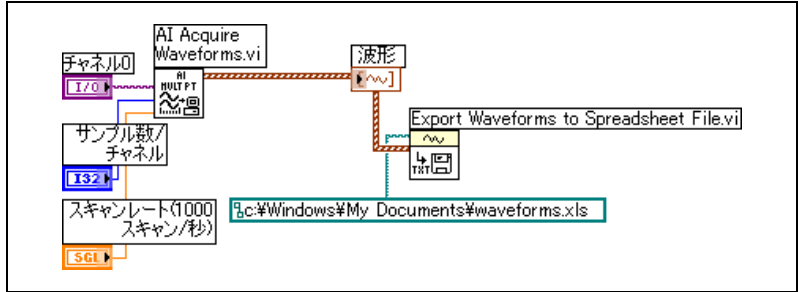 AI Acquire
Waveforms.vi
チャネル0
I/O
AI
MULT PT
波形
Export Waveforms to Spreadsheet File.vi
TXT
サンプル数/
チャネル
I32
スキャンレート(1000
スキャン/秒)
SGL
c:¥Windows¥My Documents¥waveforms.xls